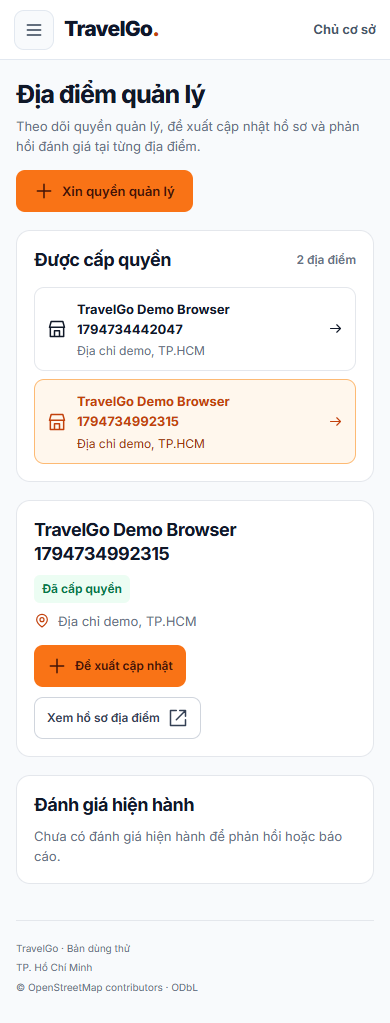 TravelGo.
Chủ cơ sở
Địa điểm quản lý
Theo dõi quyền quản lý, đề xuất cập nhật hồ sơ và phản
hồi đánh giá tại từng địa điểm.
Xin quyền quản lý
Được cấp quyền
2 địa điểm
TravelGo Demo Browser
1794734442047
Địa chỉ demo, TP.HCM
TravelGo Demo Browser
1794734992315
Địa chỉ demo, TP.HCM
TravelGo Demo Browser
1794734992315
Đã cấp quyền
Địa chỉ demo, TP.HCM
Đề xuất cập nhật
Xem hồ sơ địa điểm
Đánh giá hiện hành
Chưa có đánh giá hiện hành để phản hồi hoặc báo
cáo.
TravelGo · Bản dùng thử
TP. Hồ Chí Minh
© OpenStreetMap contributors · ODbL